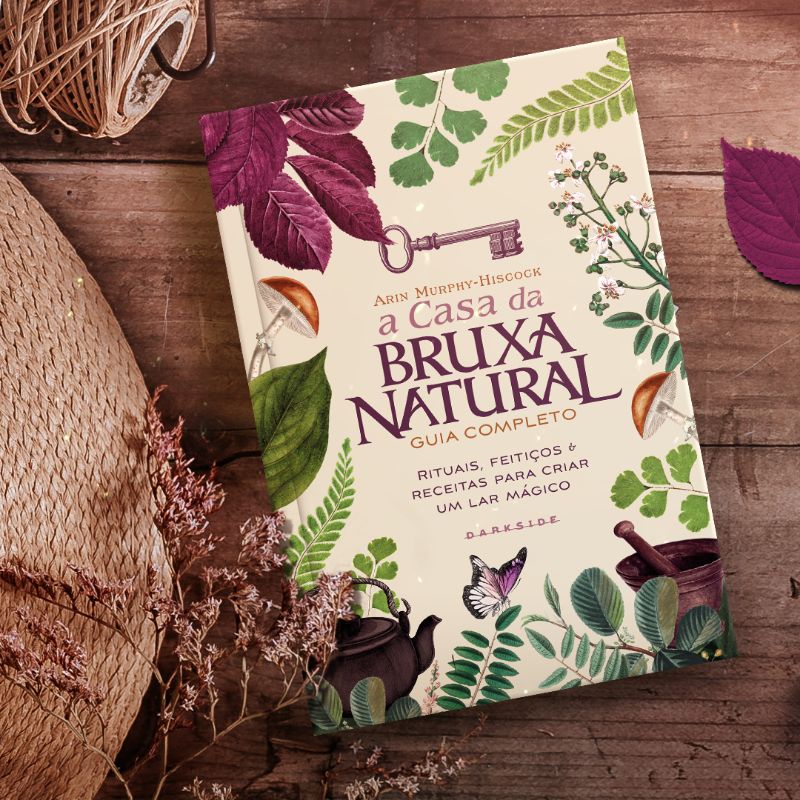 Arin Murphy-Hiscock
a Casa da
BRUXA
NATURAL
GUIA COMPLETO
RITUAIS, FEITIÇOS &
RECEITAS PARA CRIAR
UM LAR MÁGICO
DARKSIDE